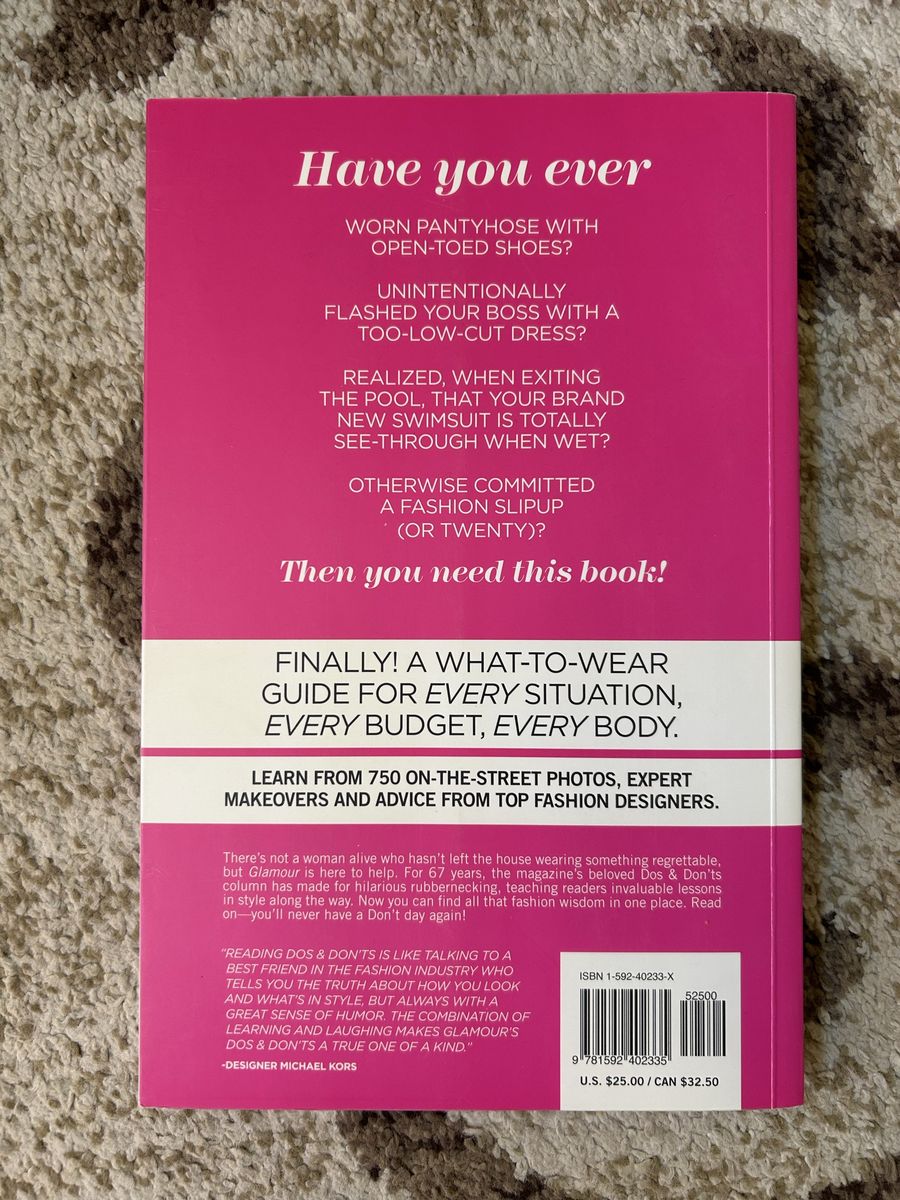 Have you ever
WORN PANTYHOSE WITH
OPEN-TOED SHOES?
UNINTENTIONALLY
FLASHED YOUR BOSS WITH A
TOO-LOW-CUT DRESS?
REALIZED, WHEN EXITING
THE POOL, THAT YOUR BRAND
NEW SWIMSUIT IS TOTALLY
SEE-THROUGH WHEN WET?
OTHERWISE COMMITTED
A FASHION SLIPUP
(OR TWENTY)?
Then you need this book!
FINALLY! A WHAT-TO-WEAR
GUIDE FOR EVERY SITUATION,
EVERY BUDGET, EVERY BODY.
LEARN FROM 750 ON-THE-STREET PHOTOS, EXPERT
MAKEOVERS AND ADVICE FROM TOP FASHION DESIGNERS.
There's not a woman alive who hasn't left the house wearing something regrettable,
but Glamour is here to help. For 67 years, the magazine's beloved Dos & Don'ts
column has made for hilarious rubbernecking, teaching readers invaluable lessons
in style along the way. Now you can find all that fashion wisdom in one place. Read
on—you'll never have a Don't day again!
"READING DOS & DON'TS IS LIKE TALKING TO A
BEST FRIEND IN THE FASHION INDUSTRY WHO
TELLS YOU THE TRUTH ABOUT HOW YOU LOOK
AND WHAT'S IN STYLE, BUT ALWAYS WITH A
GREAT SENSE OF HUMOR. THE COMBINATION OF
LEARNING AND LAUGHING MAKES GLAMOUR'S
DOS & DON'TS A TRUE ONE OF A KIND."
-DESIGNER MICHAEL KORS
ISBN 1-592-40233-X
52500
9 781592 402335
U.S. $25.00 / CAN $32.50